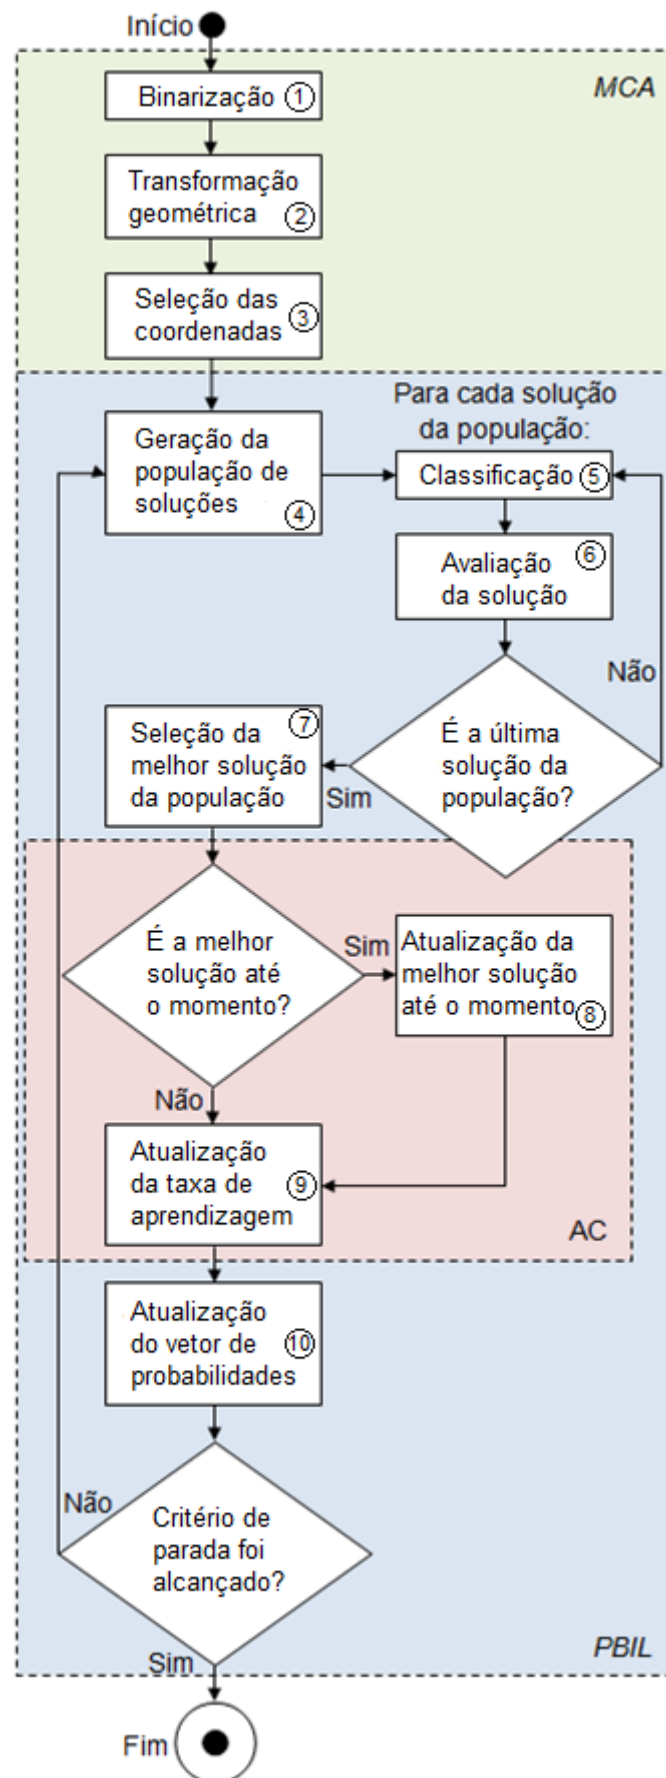 Início
MCA
Binarização 1
Transformação
geométrica 2
Seleção das
coordenadas 3
Para cada solução
da população:
Geração da
população de
soluções 4
Classificação 5
Avaliação 6
da solução
Não
É a última
solução da
população?
Sim
Seleção da 7
melhor solução
da população
É a melhor
solução até
o momento?
Sim
Atualização da
melhor solução
até o momento 8
Não
Atualização
da taxa de 9
aprendizagem
AC
Atualização
do vetor de 10
probabilidades
Não
Critério de
parada foi
alcançado?
Sim
PBIL
Fim